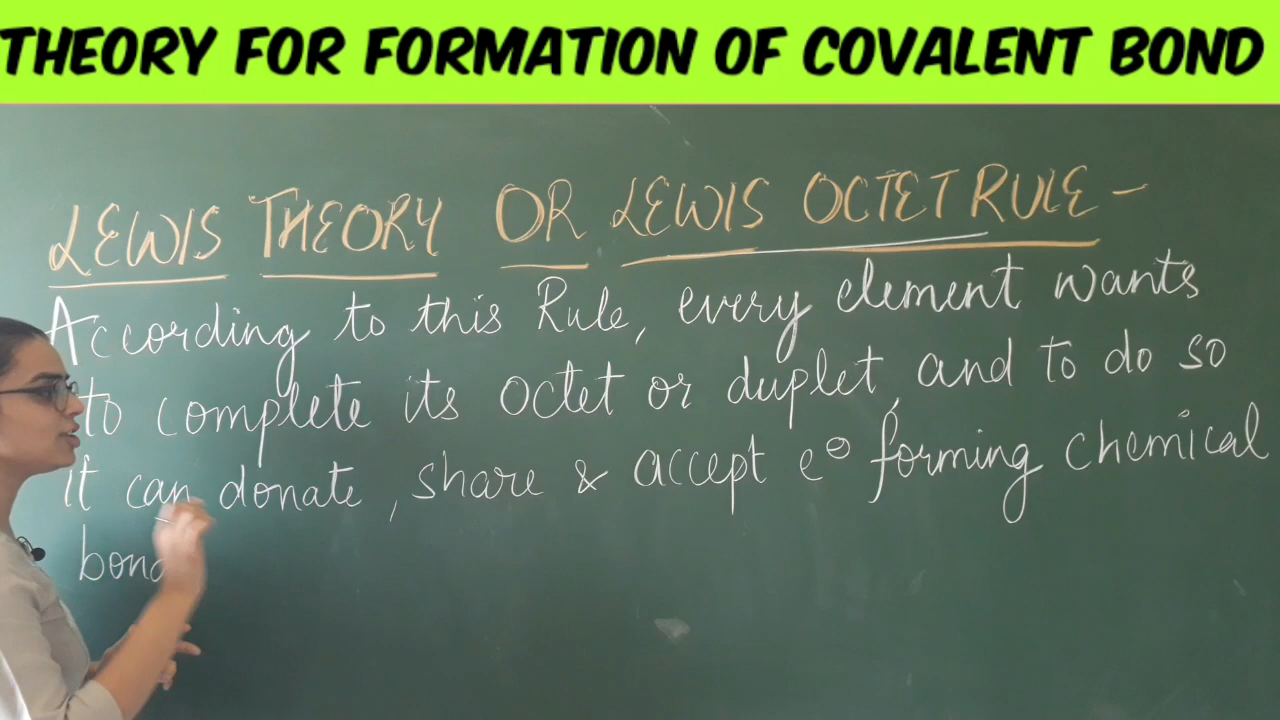 THEORY FOR FORMATION OF COVALENT BOND
LEWIS THEORY OR LEWIS OCTET RULE -
According to this Rule, every element wants
to complete its octet or duplet, and to do so
it can donate, share & accept e⊖ forming chemical
bond